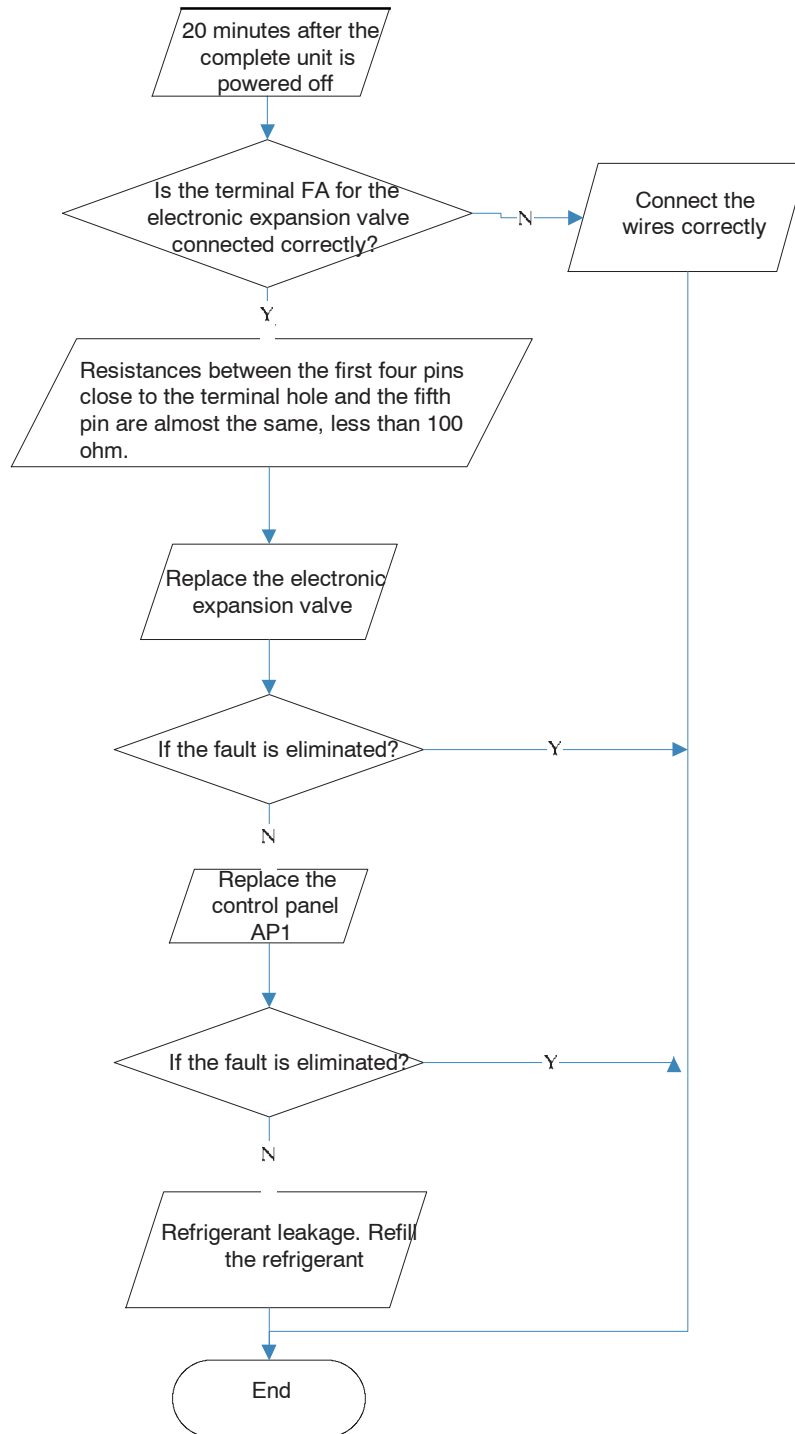 20 minutes after the
complete unit is
powered off
Is the terminal FA for the
electronic expansion valve
connected correctly?
N
Connect the
wires correctly
Y
Resistances between the first four pins
close to the terminal hole and the fifth
pin are almost the same, less than 100
ohm.
Replace the electronic
expansion valve
If the fault is eliminated?
Y
N
Replace the
control panel
AP1
If the fault is eliminated?
Y
N
Refrigerant leakage. Refill
the refrigerant
End